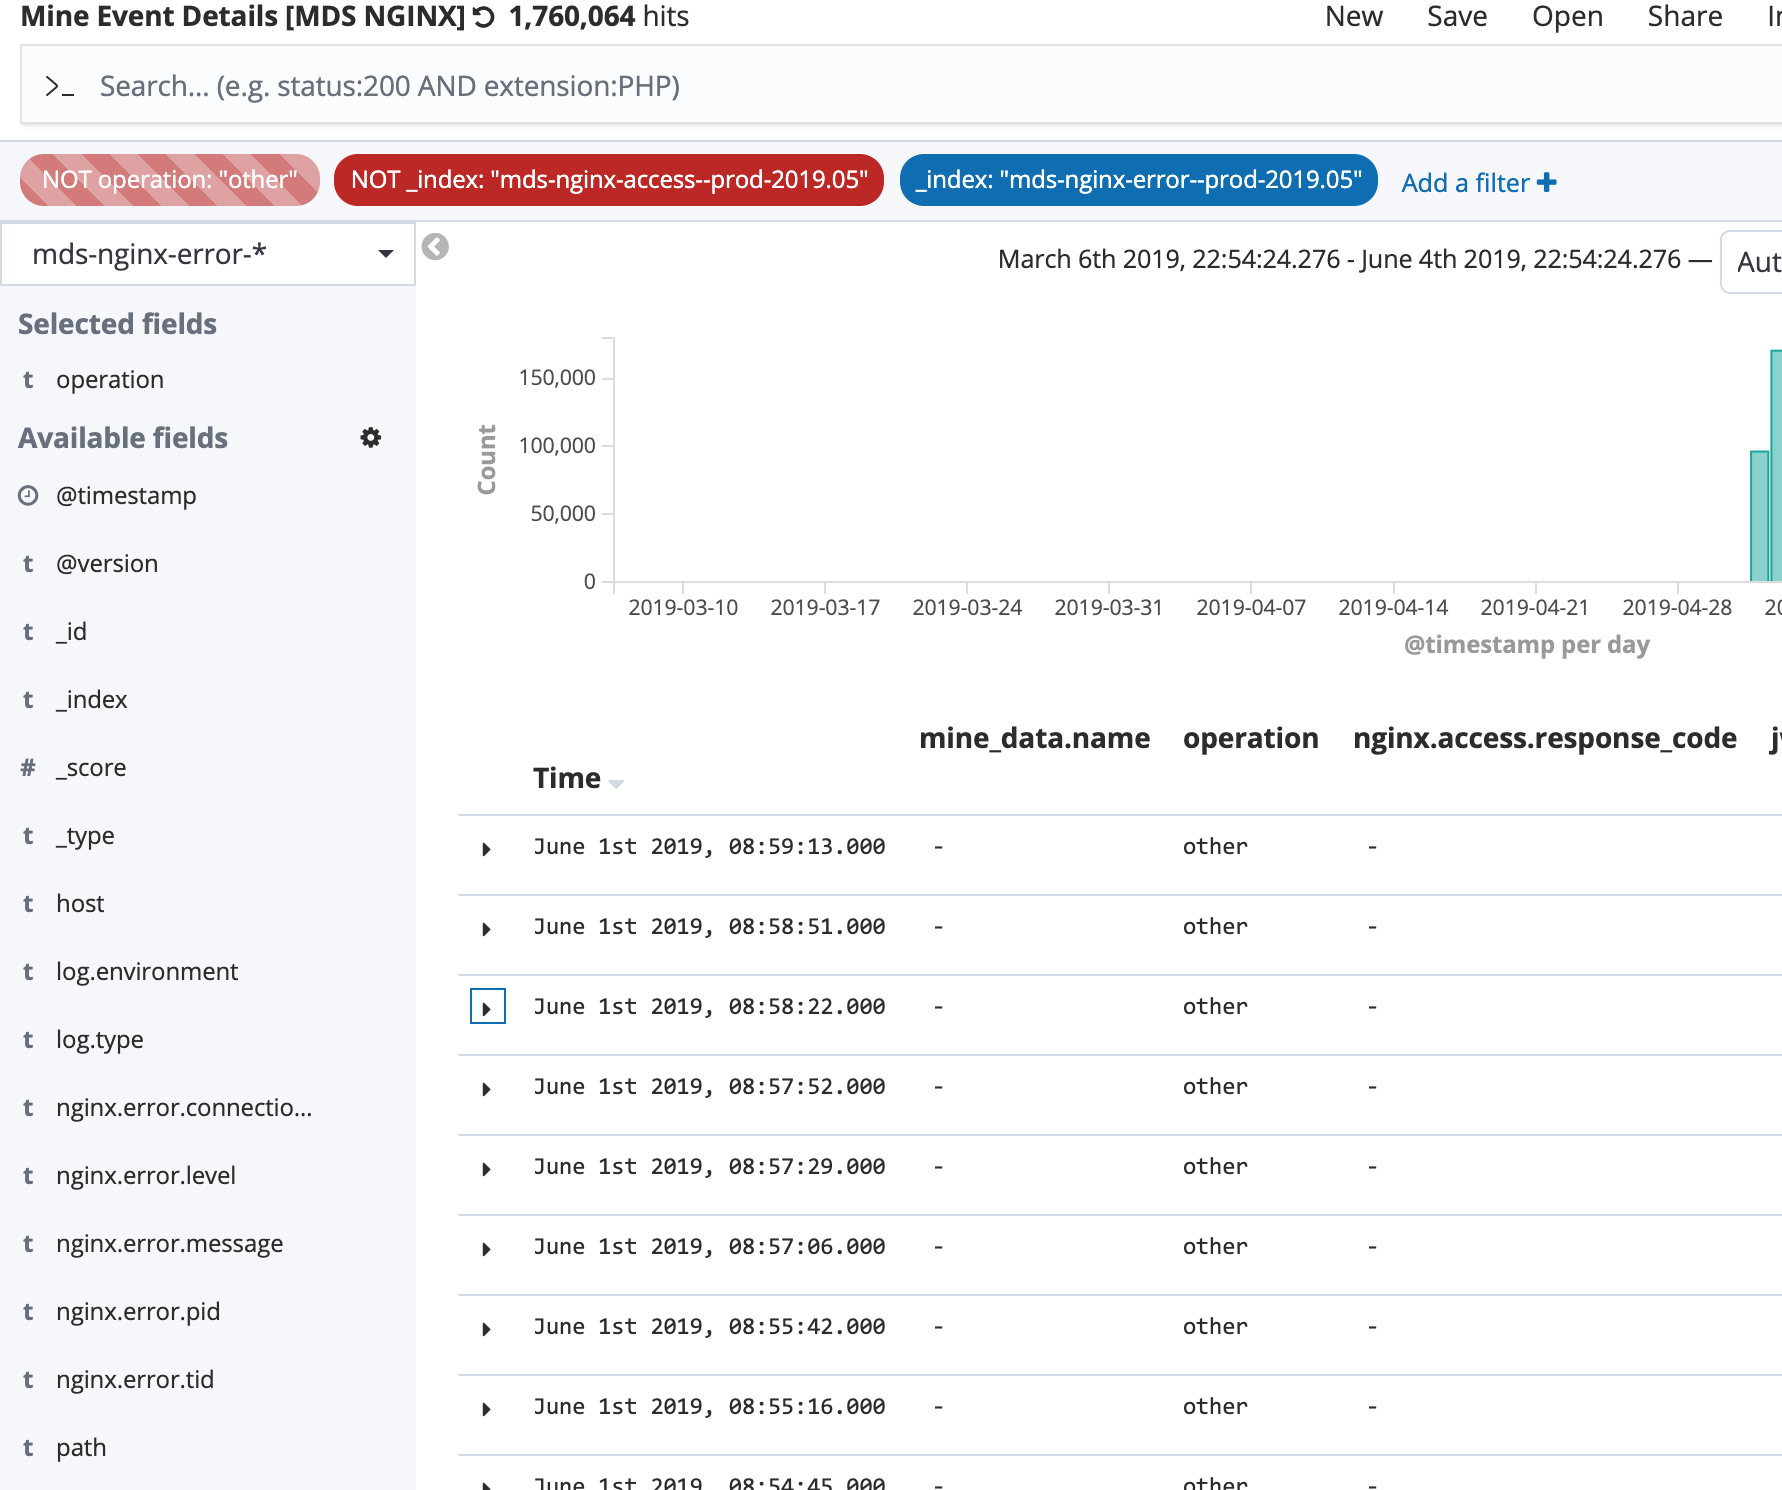 Mine Event Details [MDS NGINX] 1,760,064 hits
New Save Open Share
>_ Search... (e.g. status:200 AND extension:PHP)
NOT operation: "other" NOT _index: "mds-nginx-access--prod-2019.05" _index: "mds-nginx-error--prod-2019.05" Add a filter +
mds-nginx-error-*
March 6th 2019, 22:54:24.276 - June 4th 2019, 22:54:24.276 —
Selected fields
t operation
Available fields
@timestamp
t @version
t _id
t _index
# _score
t _type
t host
t log.environment
t log.type
t nginx.error.connectio...
t nginx.error.level
t nginx.error.message
t nginx.error.pid
t nginx.error.tid
t path
Count
150,000
100,000
50,000
0
2019-03-10 2019-03-17 2019-03-24 2019-03-31 2019-04-07 2019-04-14 2019-04-21 2019-04-28
@timestamp per day
Time mine_data.name operation nginx.access.response_code
June 1st 2019, 08:59:13.000 - other -
June 1st 2019, 08:58:51.000 - other -
June 1st 2019, 08:58:22.000 - other -
June 1st 2019, 08:57:52.000 - other -
June 1st 2019, 08:57:29.000 - other -
June 1st 2019, 08:57:06.000 - other -
June 1st 2019, 08:55:42.000 - other -
June 1st 2019, 08:55:16.000 - other -
June 1st 2019, 08:54:45.000 - other -